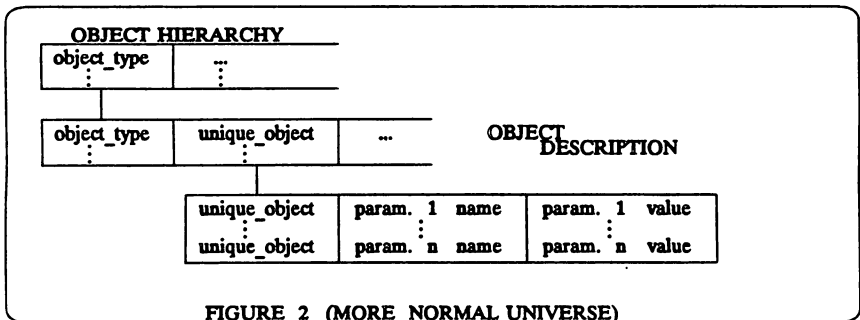 OBJECT HIERARCHY
object_type ...
⋮ ⋮
object_type unique_object ...
⋮ ⋮
OBJECT
DESCRIPTION
unique_object param. 1 name param. 1 value
⋮ ⋮ ⋮
unique_object param. n name param. n value
FIGURE 2 (MORE NORMAL UNIVERSE)